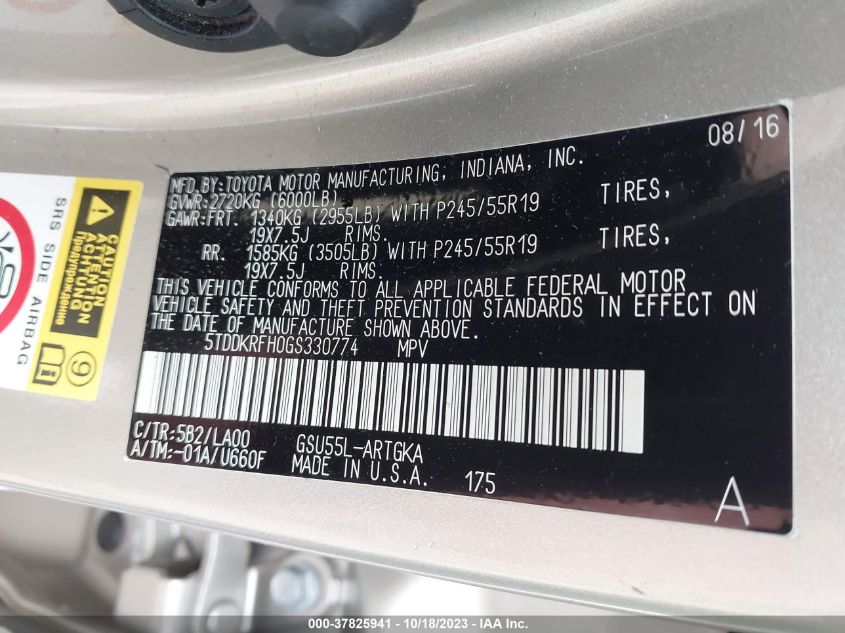 08/16
MFD.BY:TOYOTA MOTOR MANUFACTURING, INDIANA, INC.
GVWR:2720KG (6000LB)
GAWR:FRT. 1340KG (2955LB) WITH P245/55R19 TIRES,
19X7.5J RIMS.
RR. 1585KG (3505LB) WITH P245/55R19 TIRES,
19X7.5J RIMS.
THIS VEHICLE CONFORMS TO ALL APPLICABLE FEDERAL MOTOR
VEHICLE SAFETY AND THEFT PREVENTION STANDARDS IN EFFECT ON
THE DATE OF MANUFACTURE SHOWN ABOVE.
5TDDKRFH0GS330774 MPV
C/TR:5B2/LA00 GSU55L-ARTGKA
A/TM:-01A/U660F MADE IN U.S.A. 175
A
SRS SIDE AIRBAG
CAUTION
ATTENTION
ACHTUNG
Предупреждение
9
000-37825941 - 10/18/2023 - IAA Inc.